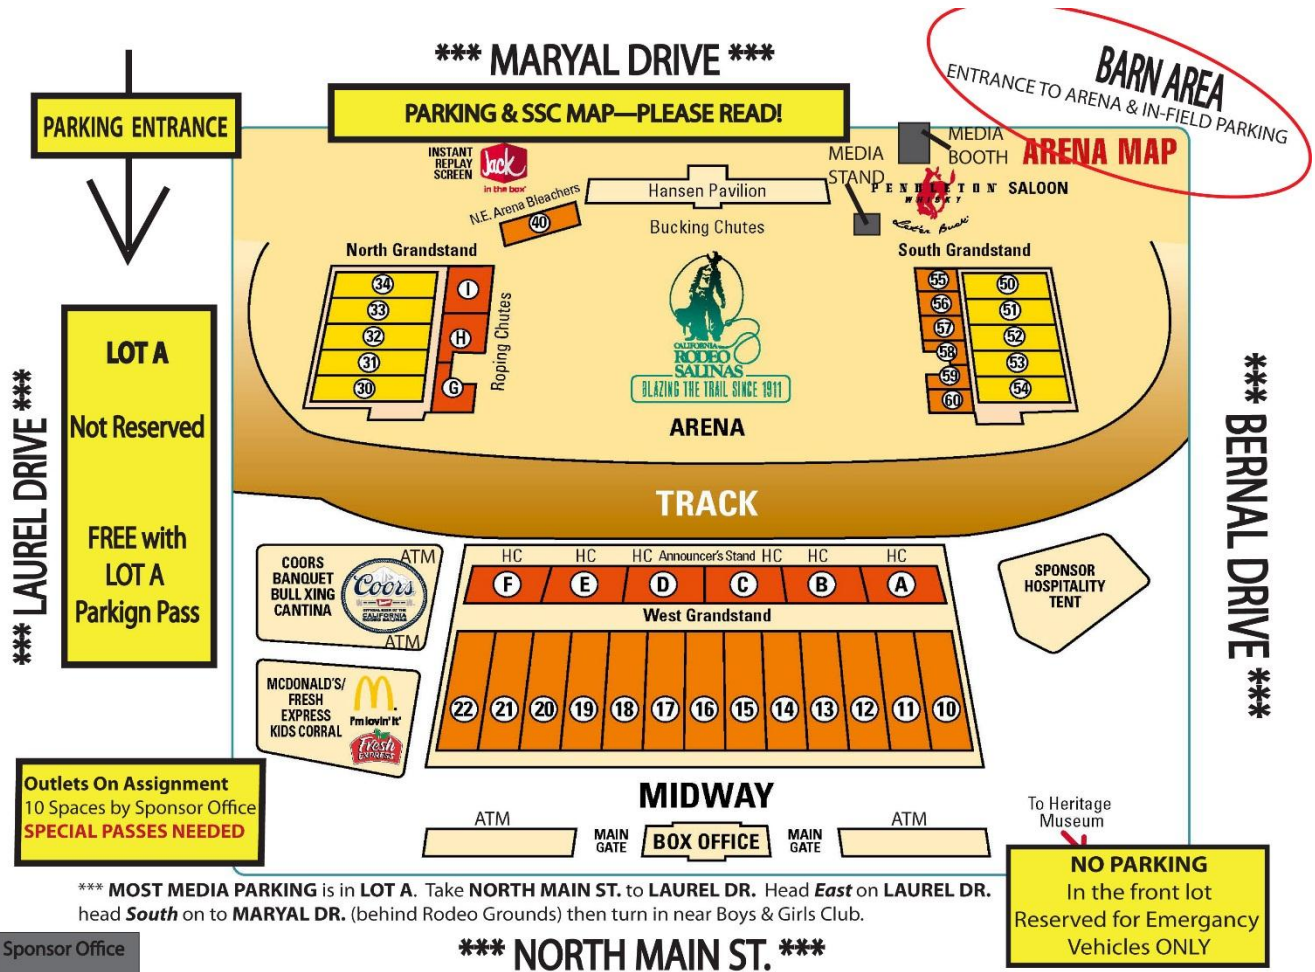 *** MARYAL DRIVE ***
BARN AREA
ENTRANCE TO ARENA & IN-FIELD PARKING
PARKING ENTRANCE
PARKING & SSC MAP—PLEASE READ!
INSTANT
REPLAY
SCREEN
Jack
in the box
MEDIA
BOOTH
ARENA MAP
MEDIA
STAND
PENDLETON
WHISKY
Let'er Buck
SALOON
Hansen Pavilion
N.E. Arena Bleachers
40
Bucking Chutes
North Grandstand
34
33
32
31
30
I
H
G
Roping Chutes
CALIFORNIA
RODEO
SALINAS
BLAZING THE TRAIL SINCE 1911
ARENA
South Grandstand
55
56
57
58
59
60
50
51
52
53
54
LOT A
Not Reserved
FREE with
LOT A
Parkign Pass
*** LAUREL DRIVE ***
*** BERNAL DRIVE ***
TRACK
COORS
BANQUET
BULL XING
CANTINA
ATM
Coors
CALIFORNIA
ATM
HC HC HC Announcer's Stand HC HC HC
F E D C B A
West Grandstand
22 21 20 19 18 17 16 15 14 13 12 11 10
SPONSOR
HOSPITALITY
TENT
MCDONALD'S/
FRESH
EXPRESS
KIDS CORRAL
i'm lovin' it
Fresh
EXPRESS
Outlets On Assignment
10 Spaces by Sponsor Office
SPECIAL PASSES NEEDED
MIDWAY
ATM
MAIN
GATE
BOX OFFICE
MAIN
GATE
ATM
To Heritage
Museum
NO PARKING
In the front lot
Reserved for Emergancy
Vehicles ONLY
*** MOST MEDIA PARKING is in LOT A. Take NORTH MAIN ST. to LAUREL DR. Head East on LAUREL DR.
head South on to MARYAL DR. (behind Rodeo Grounds) then turn in near Boys & Girls Club.
Sponsor Office
*** NORTH MAIN ST. ***